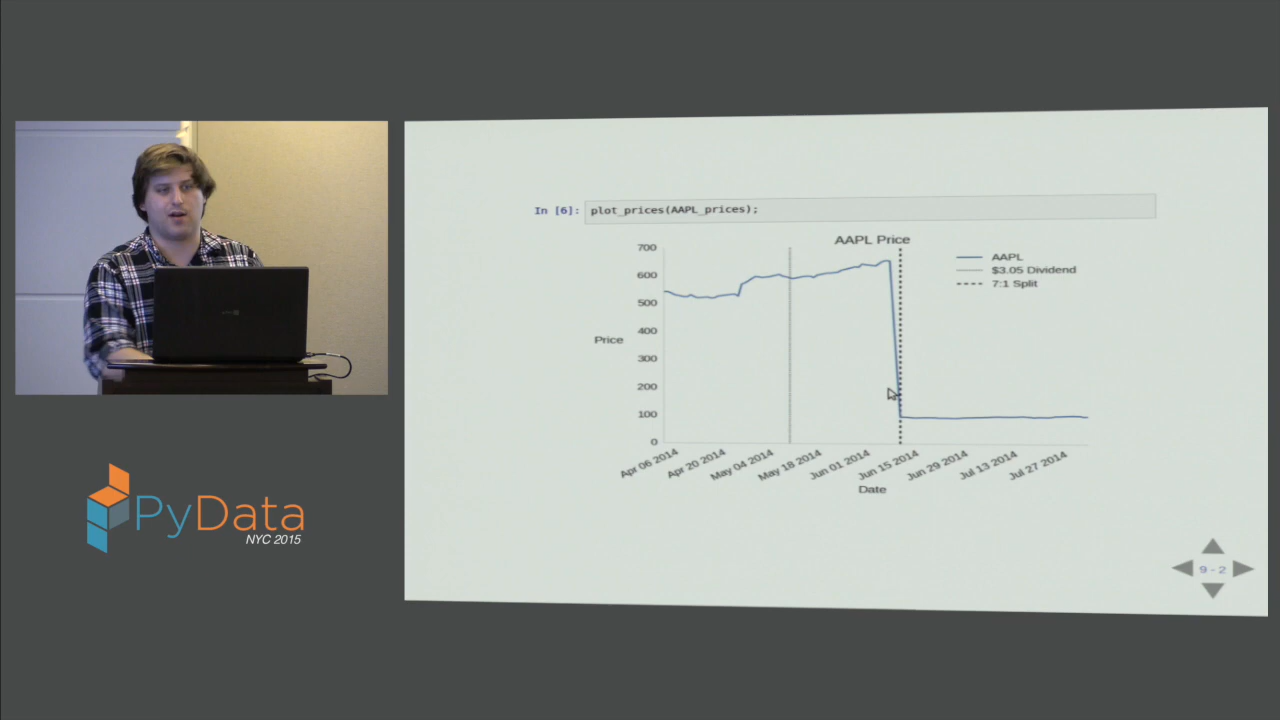 In [6]: plot_prices(AAPL_prices);
AAPL Price
700
600
500
400
300
200
100
0
Price
AAPL
$3.05 Dividend
7:1 Split
Apr 06 2014
Apr 20 2014
May 04 2014
May 18 2014
Jun 01 2014
Jun 15 2014
Jun 29 2014
Jul 13 2014
Jul 27 2014
Date
9-2
PyData
NYC 2015